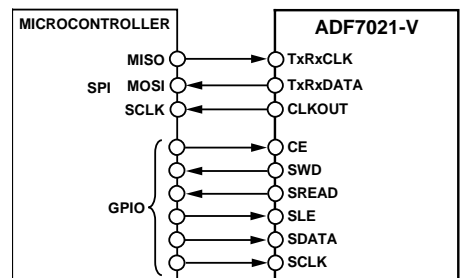 MICROCONTROLLER
ADF7021-V
MISO
TxRxCLK
SPI
MOSI
TxRxDATA
SCLK
CLKOUT
CE
SWD
SREAD
GPIO
SLE
SDATA
SCLK